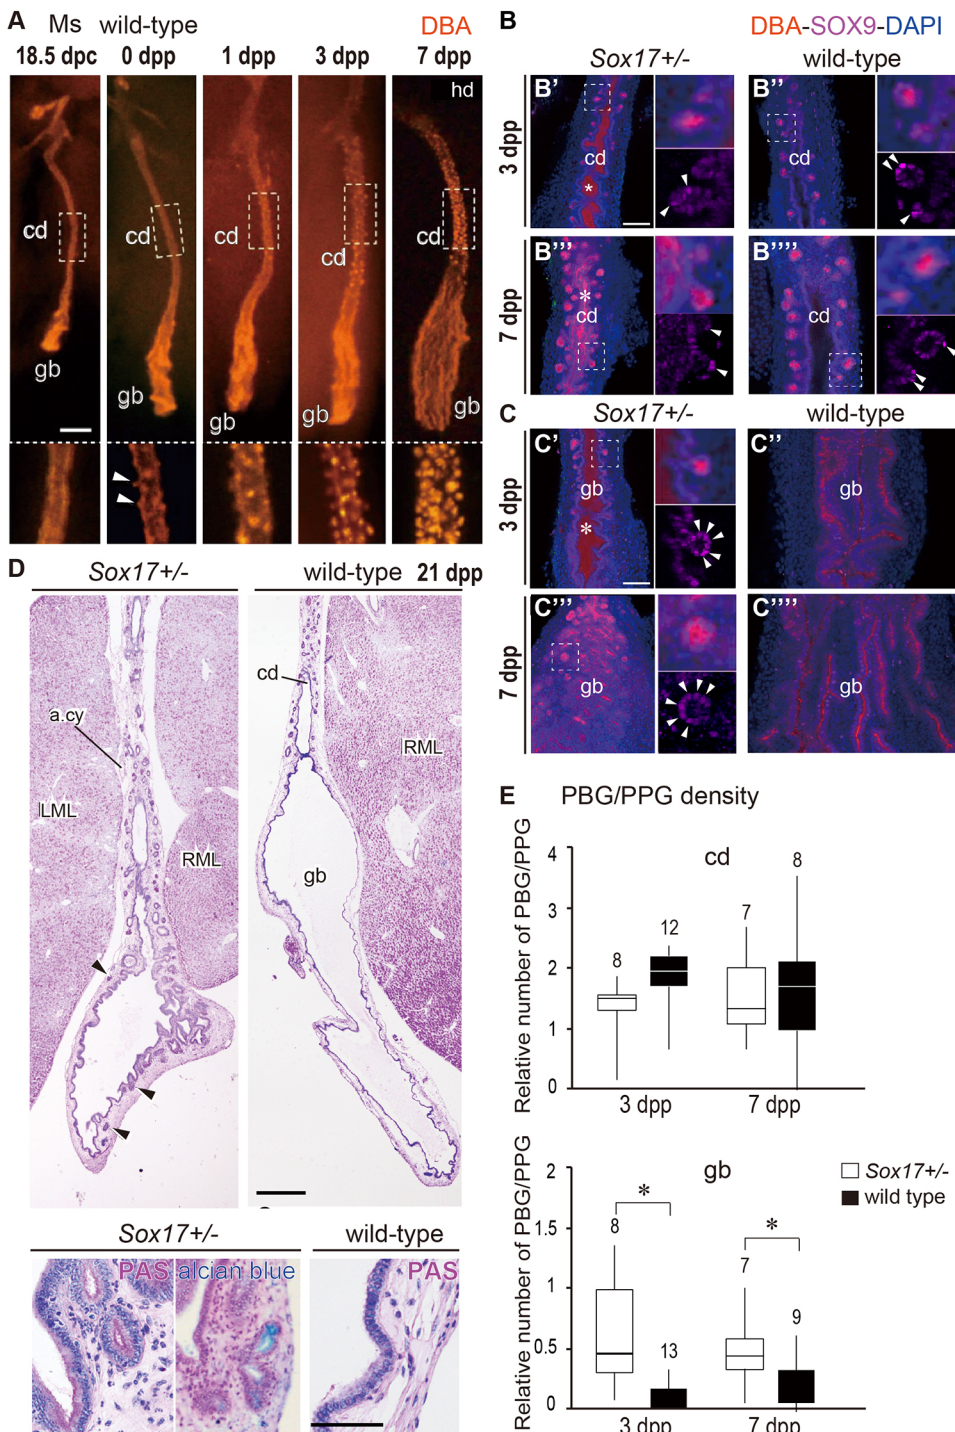 A
Ms wild-type DBA
18.5 dpc 0 dpp 1 dpp 3 dpp 7 dpp
hd
cd cd cd cd cd
gb gb gb gb gb
B
DBA-SOX9-DAPI
Sox17+/- wild-type
3 dpp
B’ B’’
cd cd
*
7 dpp
B’’’ B’’’’
*
cd cd
C
Sox17+/- wild-type
3 dpp
C’ C’’
gb gb
*
7 dpp
C’’’ C’’’’
gb gb
D
Sox17+/- wild-type 21 dpp
cd
a.cy
RML
LML
RML
gb
Sox17+/- wild-type
PAS alcian blue PAS
E PBG/PPG density
cd
Relative number of PBG/PPG
4
3
2
1
0
8 12 7 8
3 dpp 7 dpp
gb
Relative number of PBG/PPG
2
1.5
1
0.5
0
8 13 7 9
* *
3 dpp 7 dpp
Sox17+/-
wild type